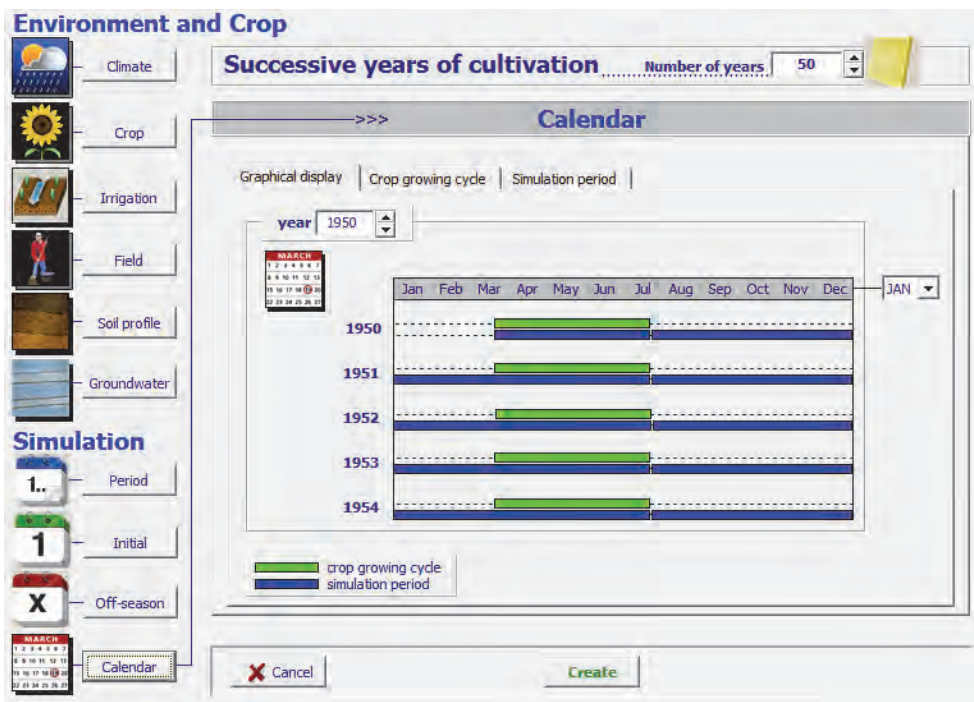 Environment and Crop
Climate
Crop
Irrigation
Field
Soil profile
Groundwater
Simulation
1..
Period
1
Initial
X
Off-season
MARCH
Calendar
Successive years of cultivation
Number of years
50
>>>
Calendar
Graphical display
Crop growing cycle
Simulation period
year
1950
MARCH
Jan Feb Mar Apr May Jun Jul Aug Sep Oct Nov Dec
JAN
1950
1951
1952
1953
1954
crop growing cycle
simulation period
Cancel
Create